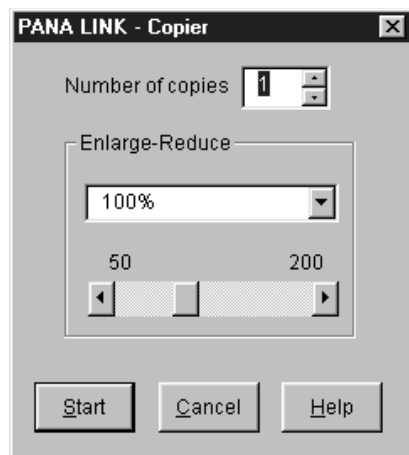 PANA LINK - Copier
Number of copies 1
Enlarge-Reduce
100%
50 200
Start Cancel Help